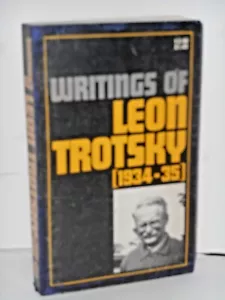 WRITINGS OF
LEON
TROTSKY
[1934-35]